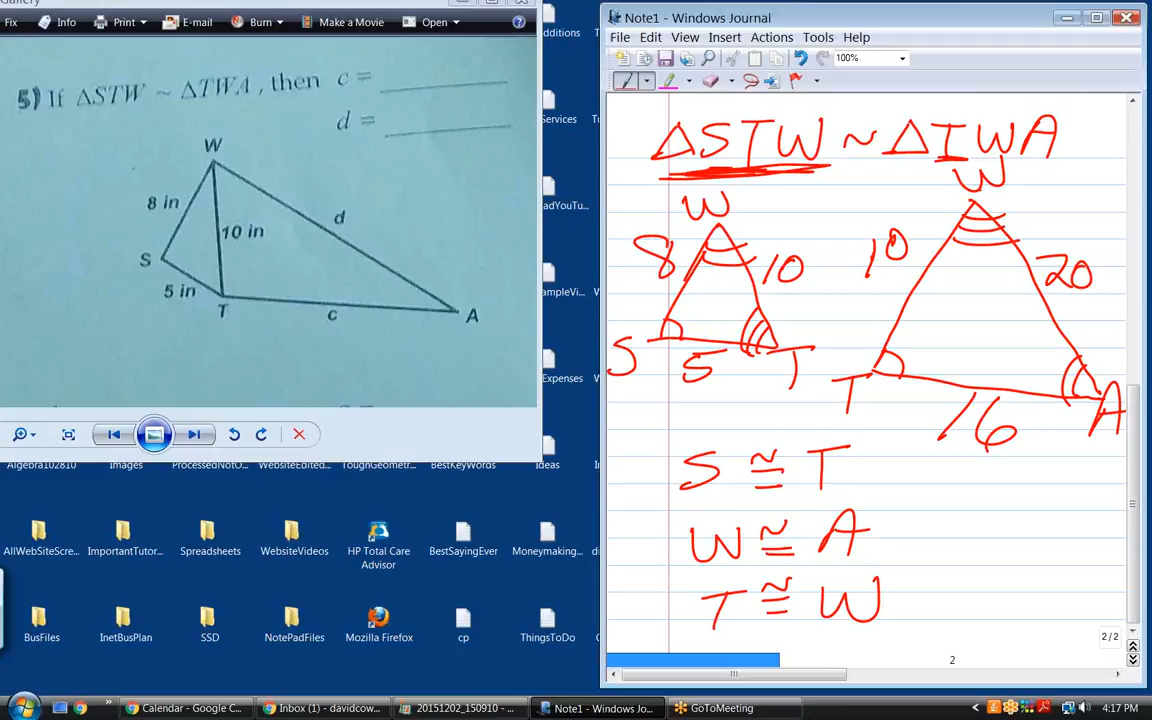 Gallery
File Print E-mail Burn Make a Movie Open
5) If ΔSTW ~ ΔTWA, then c =
d =
W
8 in
10 in
d
S
5 in
T
c
A
AllWebSiteScre... ImportantTutor... Spreadsheets WebsiteVideos HP Total Care Advisor BestSayingEver Moneymaking...
BusFiles InetBusPlan SSD NotePadFiles Mozilla Firefox cp ThingsToDo
Algebra102810 Images ProcessedNotO... WebsiteEdited... ToughGeometr... BestKeyWords Ideas
Services
Expenses
Note1 - Windows Journal
File Edit View Insert Actions Tools Help
100%
ΔSTW ~ ΔTWA
W W
8 10 10 20
S 5 T T 16 A
S ≅ T
W ≅ A
T ≅ W
2/2
2
Calendar - Google C... Inbox (1) - davidcow... 20151202_150910 - ... Note1 - Windows Jo... GoToMeeting 4:17 PM